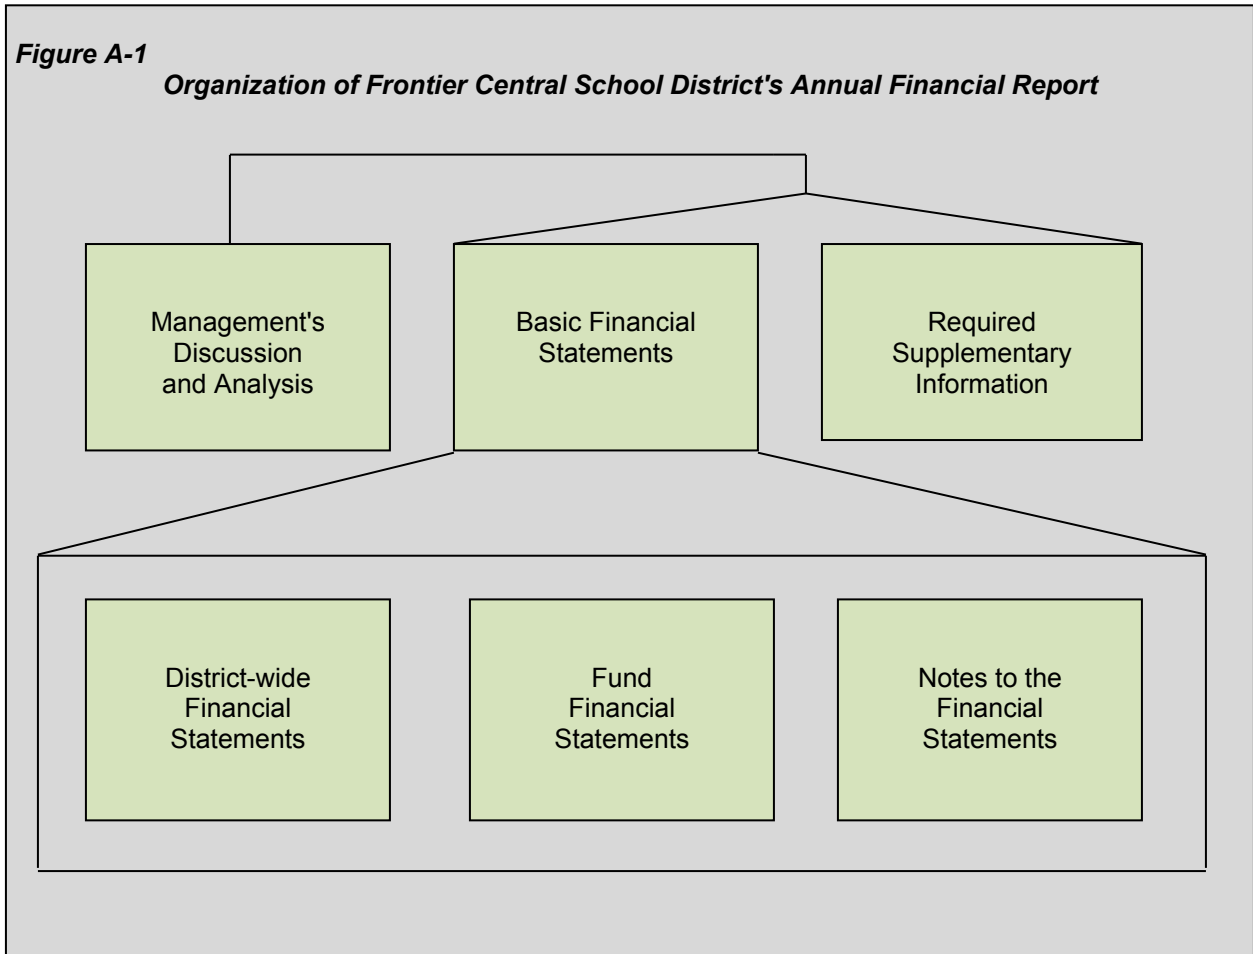 Figure A-1
Organization of Frontier Central School District's Annual Financial Report
Management's
Discussion
and Analysis
Basic Financial
Statements
Required
Supplementary
Information
District-wide
Financial
Statements
Fund
Financial
Statements
Notes to the
Financial
Statements